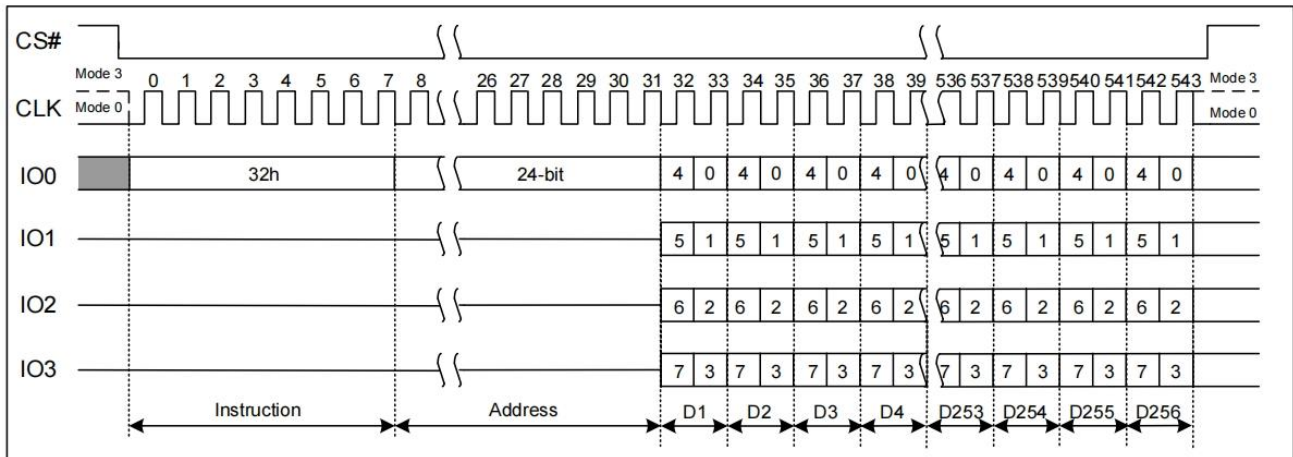 CS#
Mode 3 0 1 2 3 4 5 6 7 8 26 27 28 29 30 31 32 33 34 35 36 37 38 39 536 537 538 539 540 541 542 543 Mode 3
CLK Mode 0 Mode 0
IO0 32h 24-bit 4 0 4 0 4 0 4 0 4 0 4 0 4 0 4 0
IO1 5 1 5 1 5 1 5 1 5 1 5 1 5 1 5 1
IO2 6 2 6 2 6 2 6 2 6 2 6 2 6 2 6 2
IO3 7 3 7 3 7 3 7 3 7 3 7 3 7 3 7 3
Instruction Address D1 D2 D3 D4 D253 D254 D255 D256